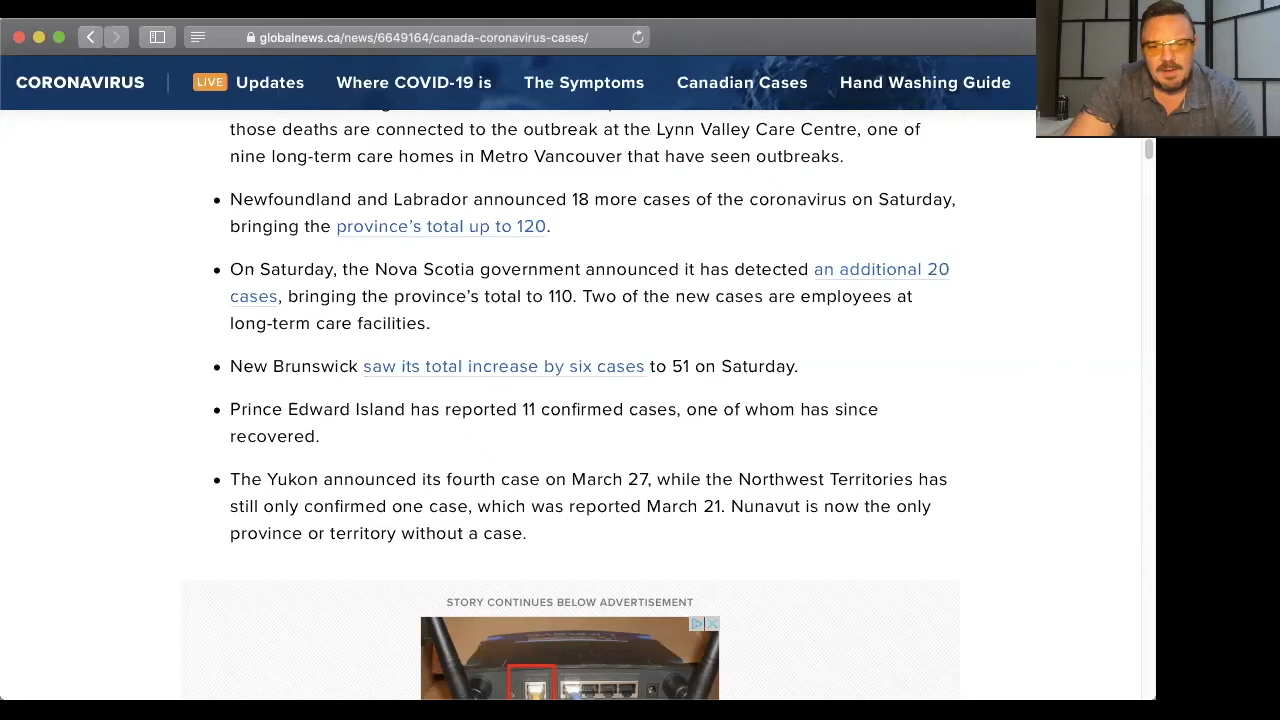 globalnews.ca/news/6649164/canada-coronavirus-cases/
CORONAVIRUS LIVE Updates Where COVID-19 is The Symptoms Canadian Cases Hand Washing Guide
those deaths are connected to the outbreak at the Lynn Valley Care Centre, one of
nine long-term care homes in Metro Vancouver that have seen outbreaks.
• Newfoundland and Labrador announced 18 more cases of the coronavirus on Saturday,
bringing the province’s total up to 120.
• On Saturday, the Nova Scotia government announced it has detected an additional 20
cases, bringing the province’s total to 110. Two of the new cases are employees at
long-term care facilities.
• New Brunswick saw its total increase by six cases to 51 on Saturday.
• Prince Edward Island has reported 11 confirmed cases, one of whom has since
recovered.
• The Yukon announced its fourth case on March 27, while the Northwest Territories has
still only confirmed one case, which was reported March 21. Nunavut is now the only
province or territory without a case.
STORY CONTINUES BELOW ADVERTISEMENT